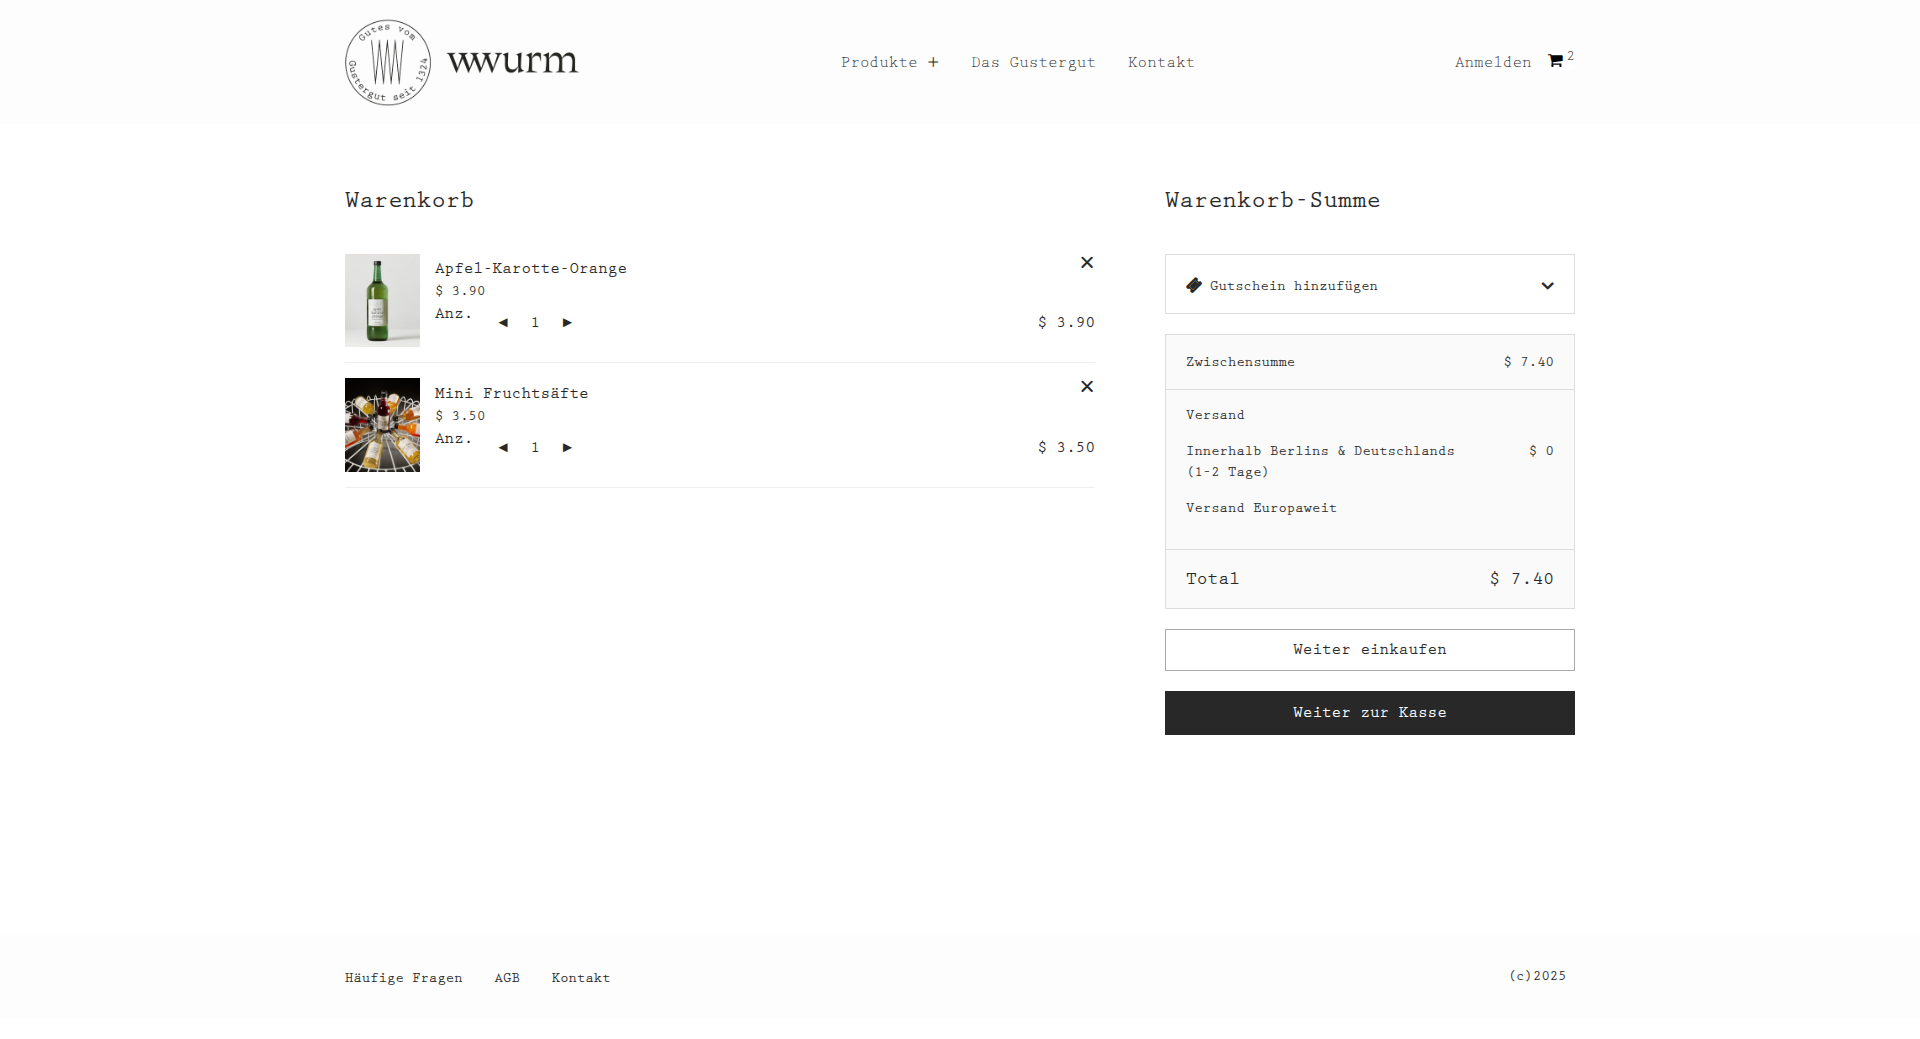 Gutes vom
Gustergut seit 1324
wwurm
Produkte +
Das Gustergut
Kontakt
Anmelden
2
Warenkorb
Apfel-Karotte-Orange
$ 3.90
Anz.
1
$ 3.90
Mini Fruchtsäfte
$ 3.50
Anz.
1
$ 3.50
Warenkorb-Summe
Gutschein hinzufügen
Zwischensumme
$ 7.40
Versand
Innerhalb Berlins & Deutschlands
(1-2 Tage)
$ 0
Versand Europaweit
Total
$ 7.40
Weiter einkaufen
Weiter zur Kasse
Häufige Fragen
AGB
Kontakt
(c)2025